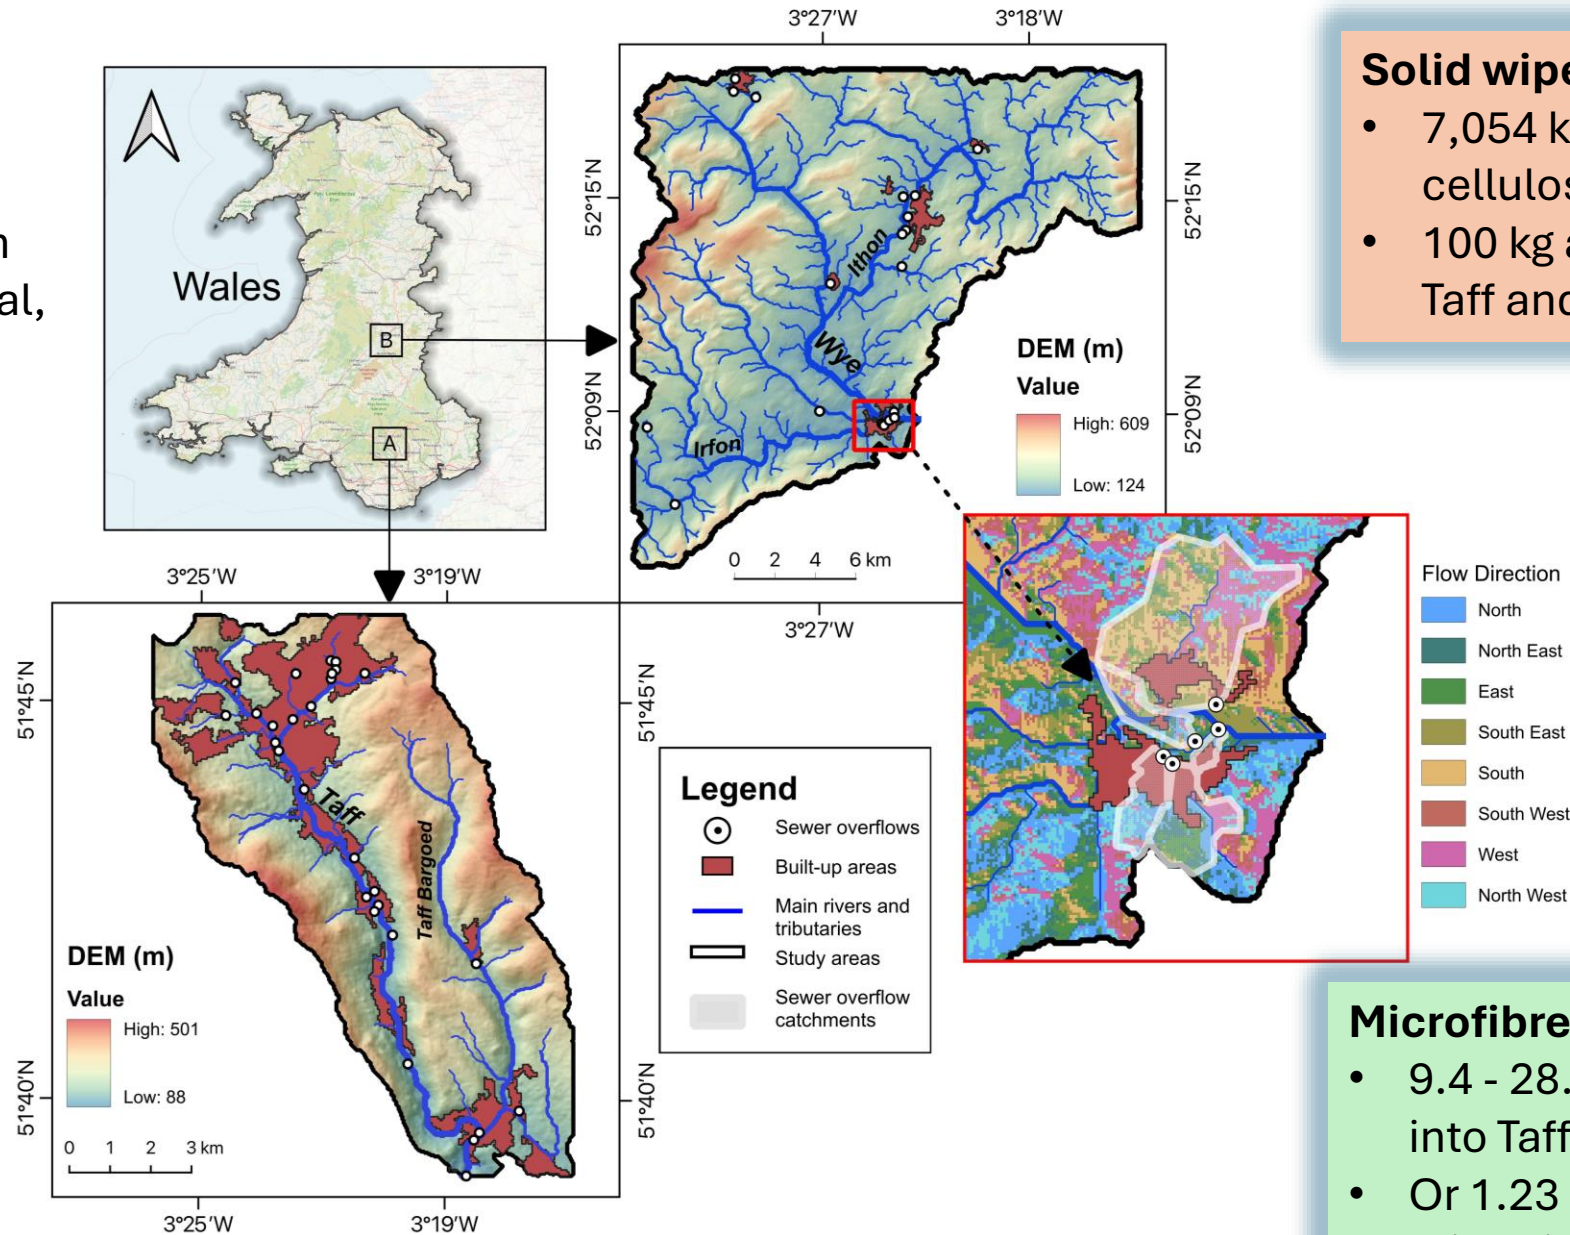 n
al,
Wales
B
A
3°27'W
3°18'W
52°15'N
52°09'N
52°15'N
52°09'N
Ithon
Wye
Irfon
DEM (m)
Value
High: 609
Low: 124
0 2 4 6 km
3°27'W
Solid wipe
• 7,054 k
cellulos
• 100 kg a
Taff and
3°25'W
3°19'W
51°45'N
51°40'N
51°45'N
51°40'N
Taff
Taff Bargoed
DEM (m)
Value
High: 501
Low: 88
0 1 2 3 km
3°25'W
3°19'W
Legend
Sewer overflows
Built-up areas
Main rivers and
tributaries
Study areas
Sewer overflow
catchments
Flow Direction
North
North East
East
South East
South
South West
West
North West
Microfibre
• 9.4 - 28.
into Taff
• Or 1.23